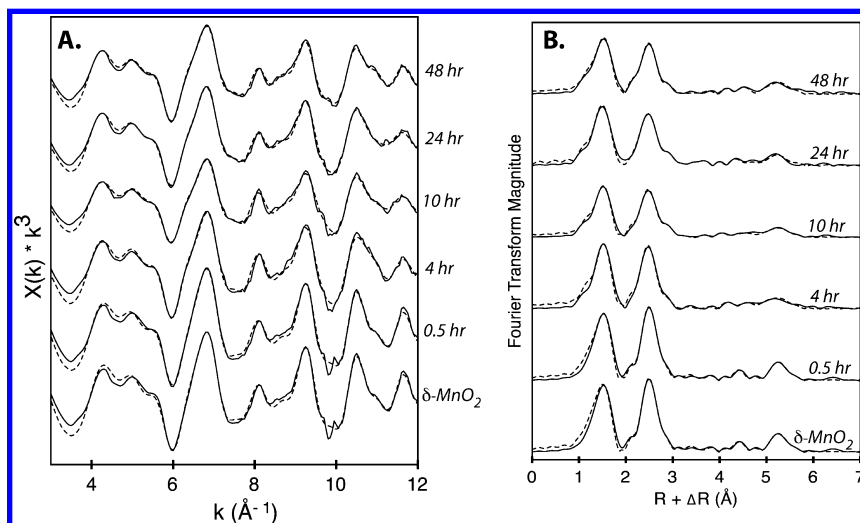 A.
48 hr
24 hr
10 hr
4 hr
0.5 hr
δ-MnO2
X(k) * k3
4 6 8 10 12
k (Å-1)
B.
48 hr
24 hr
10 hr
4 hr
0.5 hr
δ-MnO2
Fourier Transform Magnitude
0 1 2 3 4 5 6 7
R + ΔR (Å)